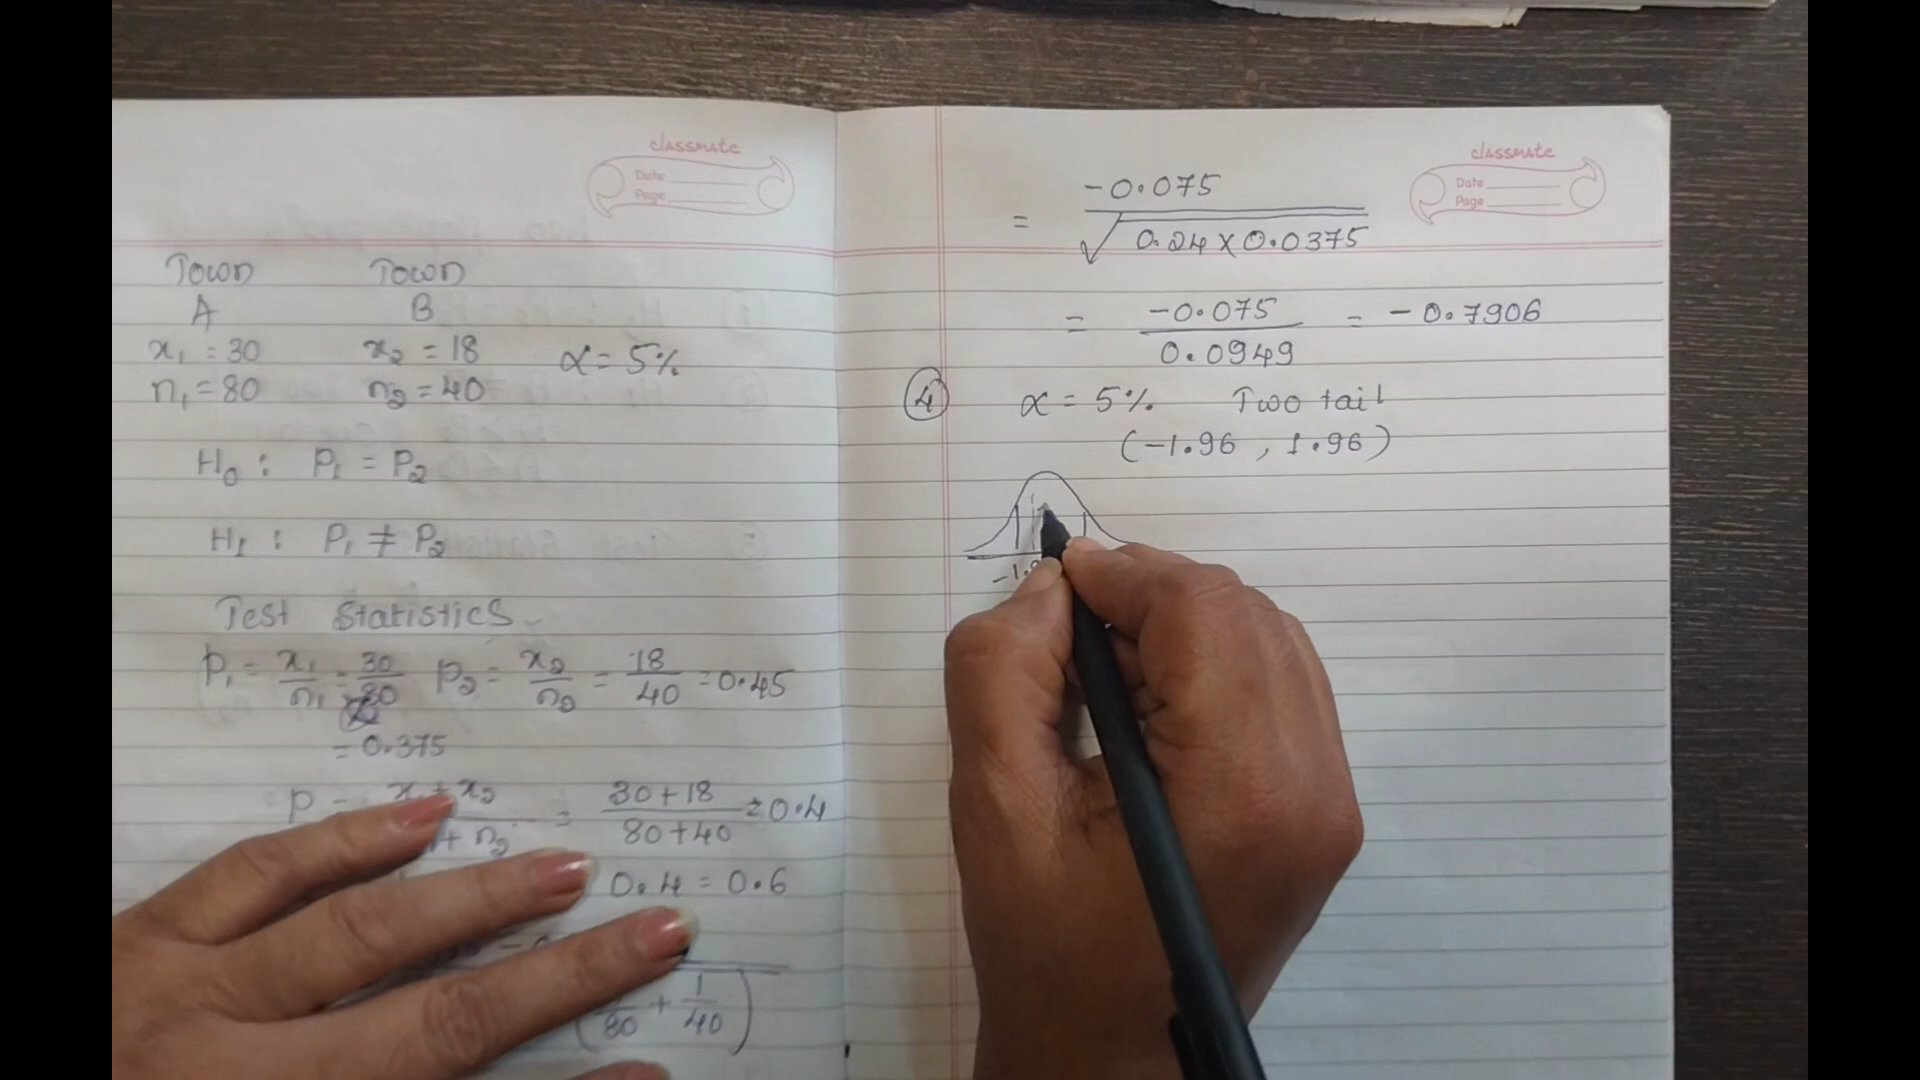 classmate
Date
Page
Town Town
A B
x₁ = 30 x₂ = 18 α = 5%
n₁ = 80 n₂ = 40
H₀ : P₁ = P₂
H₁ : P₁ ≠ P₂
Test Statistics
P₁ = x₁/n₁ = 30/80 P₂ = x₂/n₂ = 18/40 = 0.45
= 0.375
P = x₁ + x₂ / + n₂ = 30+18 / 80+40 = 0.4
0.4 = 0.6
/80 + 1/40 )
classmate
Date
Page
= -0.075 / √ 0.24 × 0.0375
= -0.075 / 0.0949 = -0.7906
④ α = 5% Two tail
(-1.96 , 1.96)